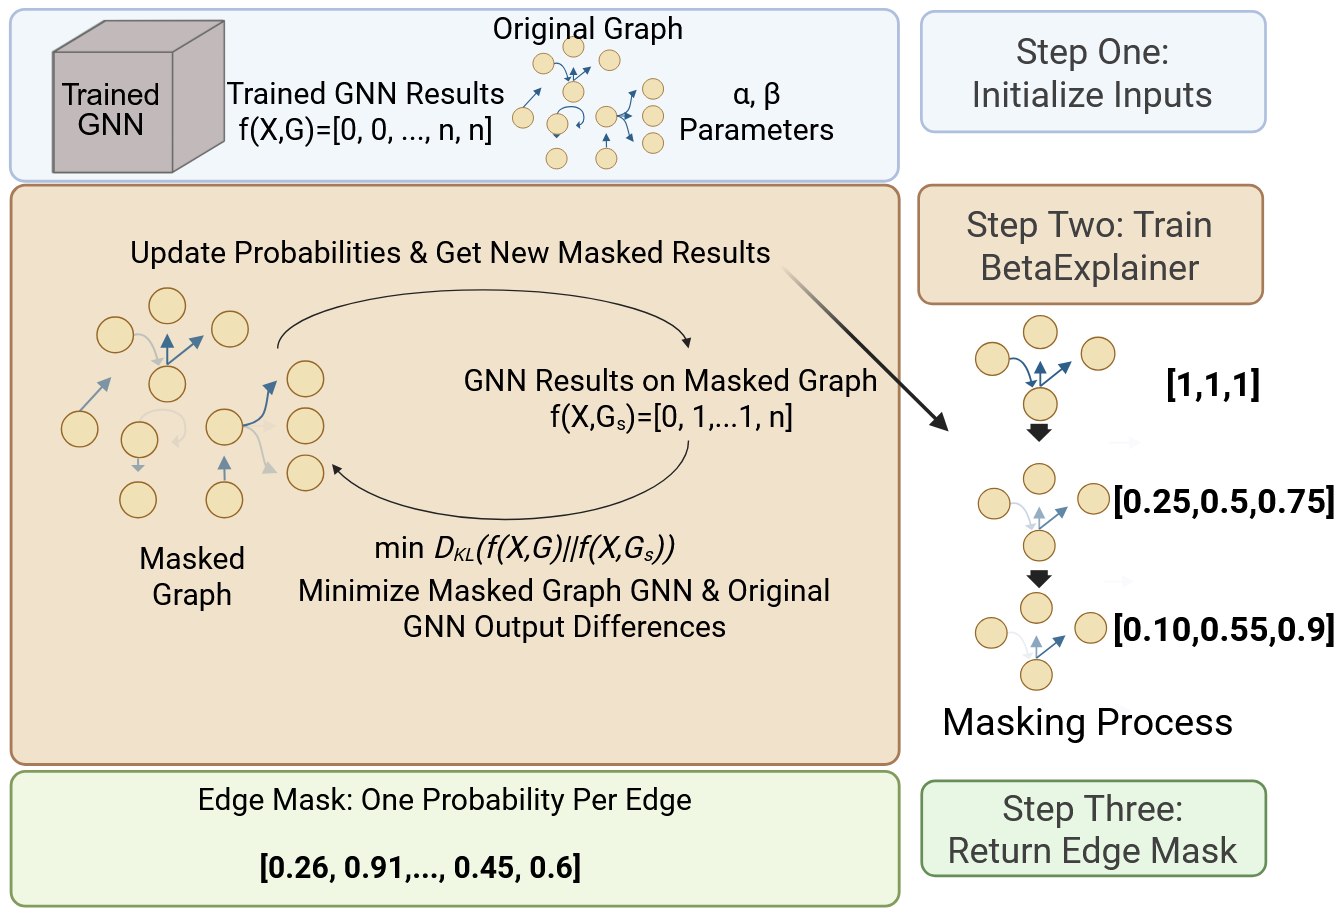 Original Graph
Trained
GNN
Trained GNN Results
f(X,G)=[0, 0, ..., n, n]
α, β
Parameters
Step One:
Initialize Inputs
Update Probabilities & Get New Masked Results
GNN Results on Masked Graph
f(X,Gₛ)=[0, 1,...1, n]
Masked
Graph
min D_KL(f(X,G)||f(X,Gₛ))
Minimize Masked Graph GNN & Original
GNN Output Differences
Step Two: Train
BetaExplainer
[1,1,1]
[0.25,0.5,0.75]
[0.10,0.55,0.9]
Masking Process
Edge Mask: One Probability Per Edge
[0.26, 0.91,..., 0.45, 0.6]
Step Three:
Return Edge Mask